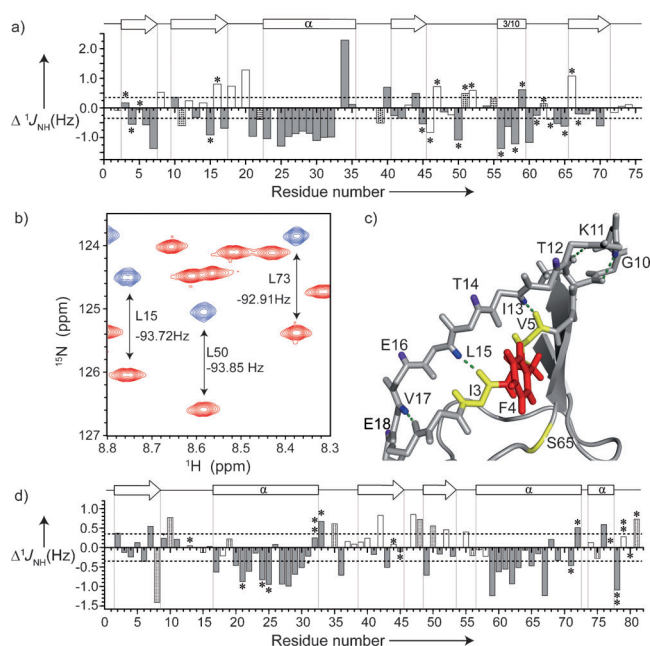 a)
α
3/10
Δ ¹J_NH(Hz)
2.0
1.0
0.0
-1.0
0 5 10 15 20 25 30 35 40 45 50 55 60 65 70 75
Residue number
b)
123.5
124
125
126
127
¹⁵N (ppm)
L15
-93.72Hz
L50
-93.85 Hz
L73
-92.91Hz
8.8 8.7 8.6 8.5 8.4 8.3
¹H (ppm)
c)
K11
T12
G10
T14
I13
V5
E16
L15
I3
F4
V17
E18
S65
d)
α
α
α
Δ¹J_NH(Hz)
1.0
0.5
0.0
-0.5
-1.0
-1.5
0 5 10 15 20 25 30 35 40 45 50 55 60 65 70 75 80
Residue number